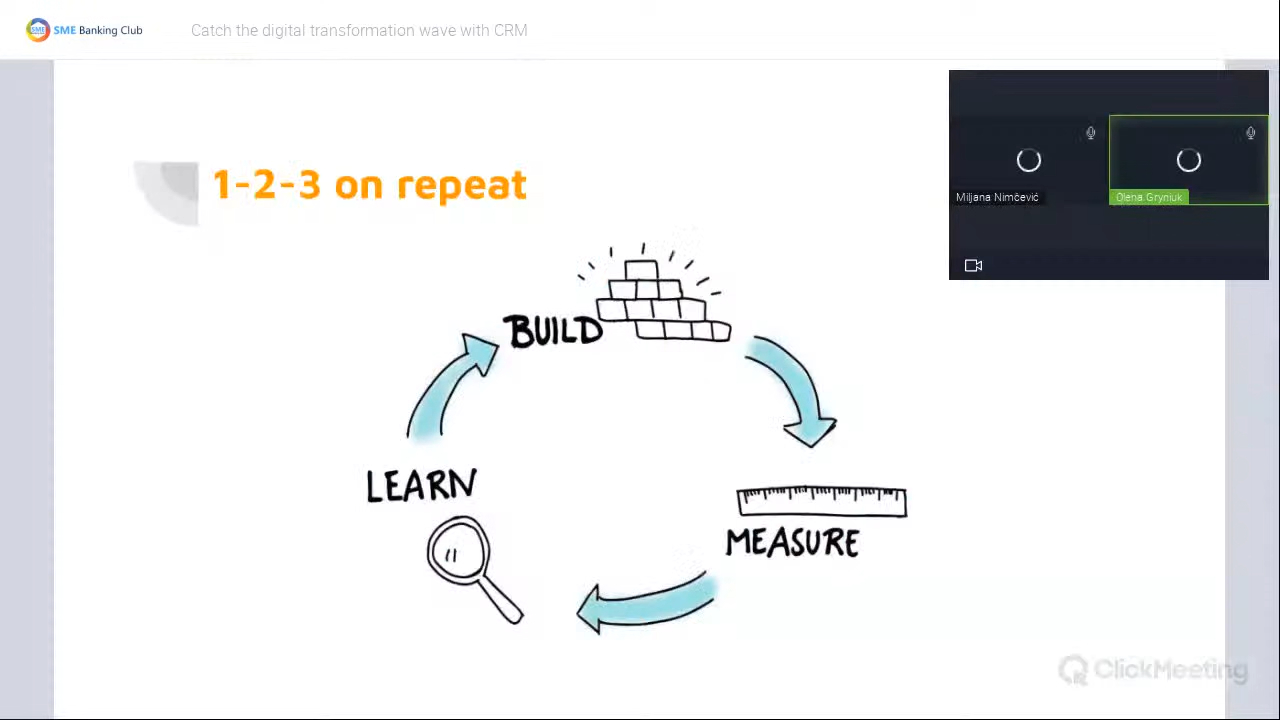 SME Banking Club
Catch the digital transformation wave with CRM
Miljana Nimčević
Olena Gryniuk
1-2-3 on repeat
BUILD
LEARN
MEASURE
ClickMeeting